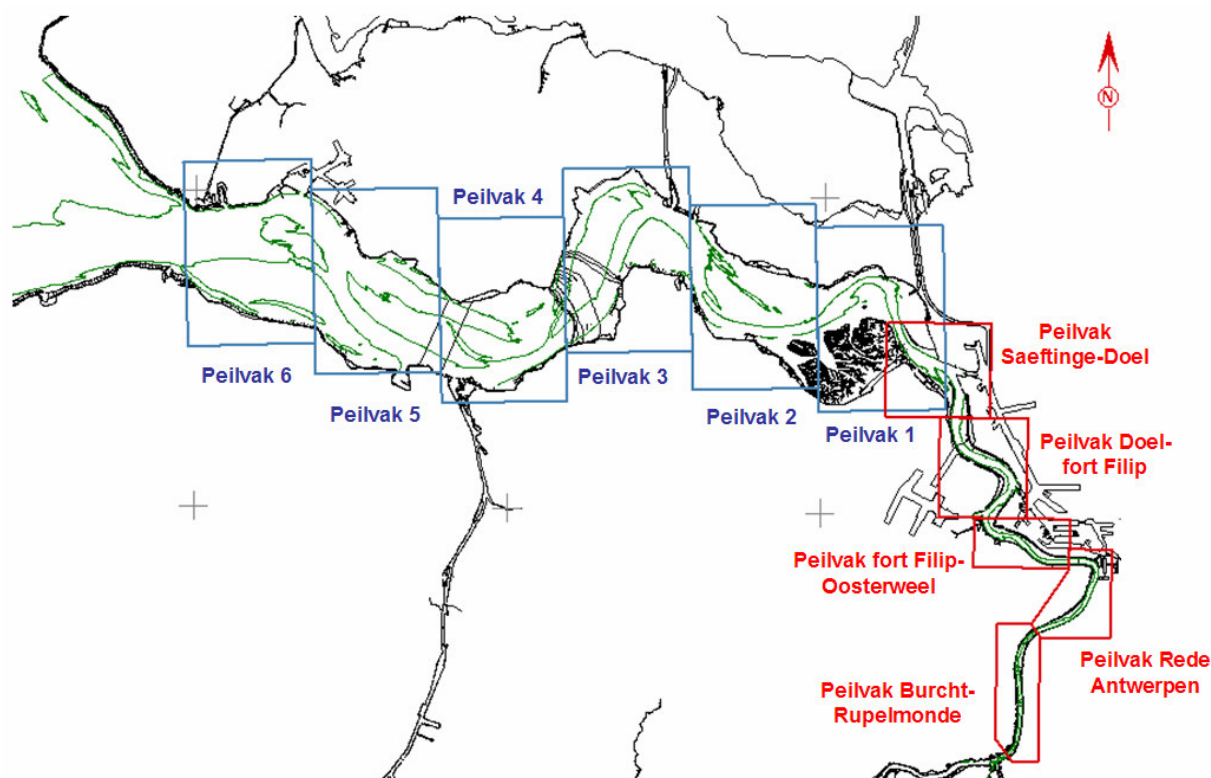 N
Peilvak 4
Peilvak 6
Peilvak 5
Peilvak 3
Peilvak 2
Peilvak 1
Peilvak
Saeftinge-Doel
Peilvak Doel-
fort Filip
Peilvak fort Filip-
Oosterweel
Peilvak Rede
Antwerpen
Peilvak Burcht-
Rupelmonde